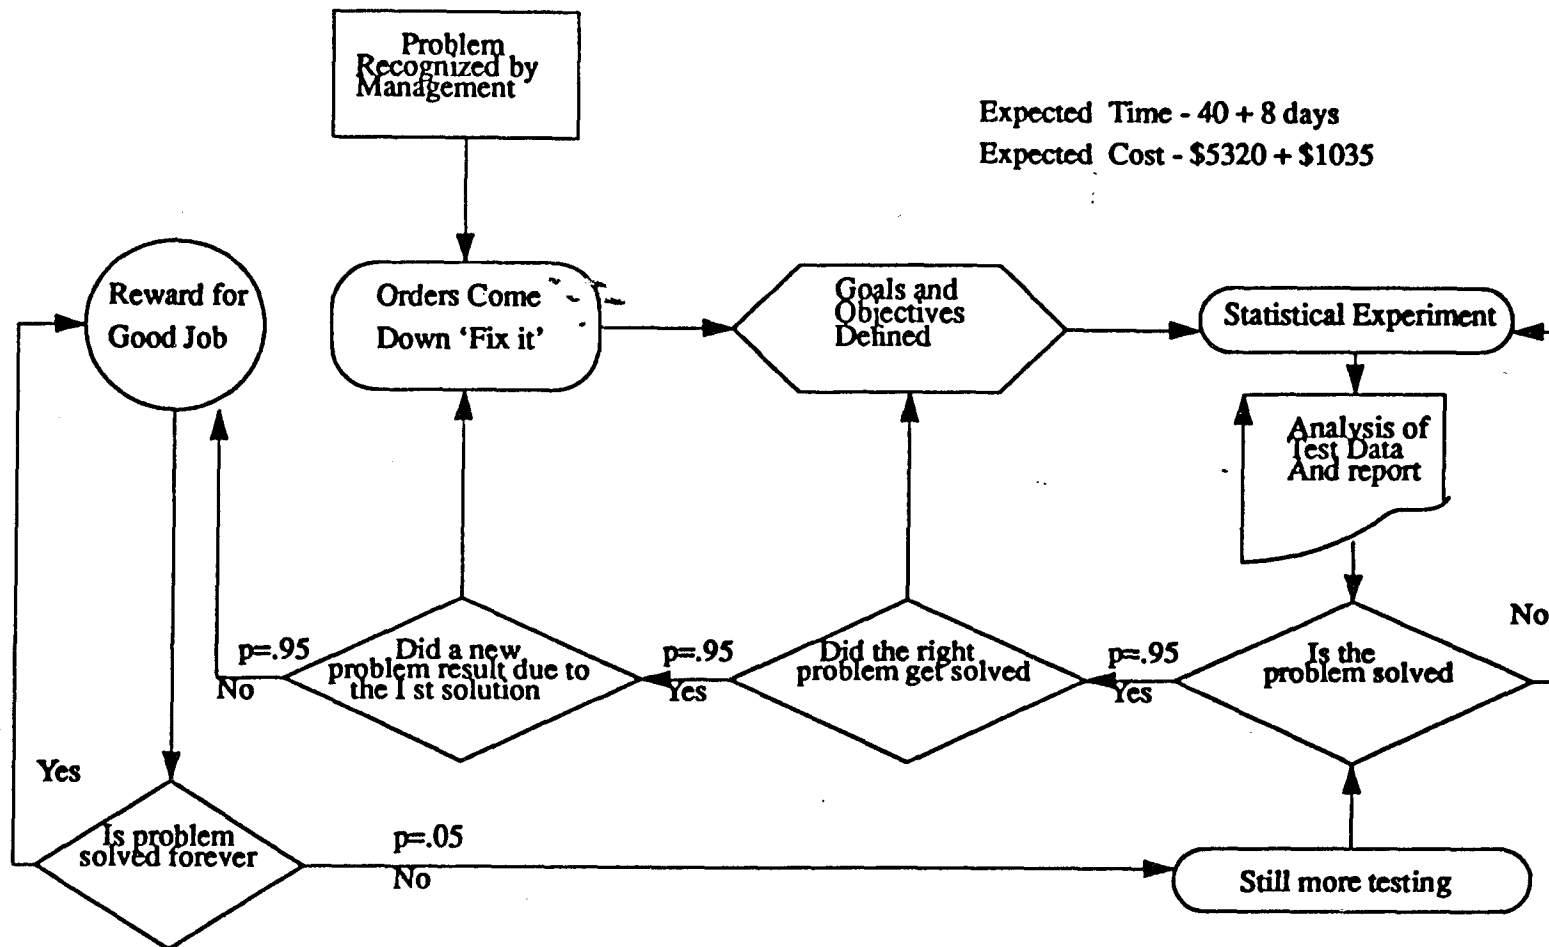 Problem
Recognized by
Management
Expected Time - 40 + 8 days
Expected Cost - $5320 + $1035
Reward for
Good Job
Orders Come
Down ‘Fix it’
Goals and
Objectives
Defined
Statistical Experiment
Analysis of
Test Data
And report
No
p=.95
No
Did a new
problem result due to
the 1 st solution
p=.95
Yes
Did the right
problem get solved
p=.95
Yes
Is the
problem solved
Yes
Is problem
solved forever
p=.05
No
Still more testing